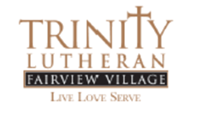 TRINITY
LUTHERAN
FAIRVIEW VILLAGE
LIVE LOVE SERVE